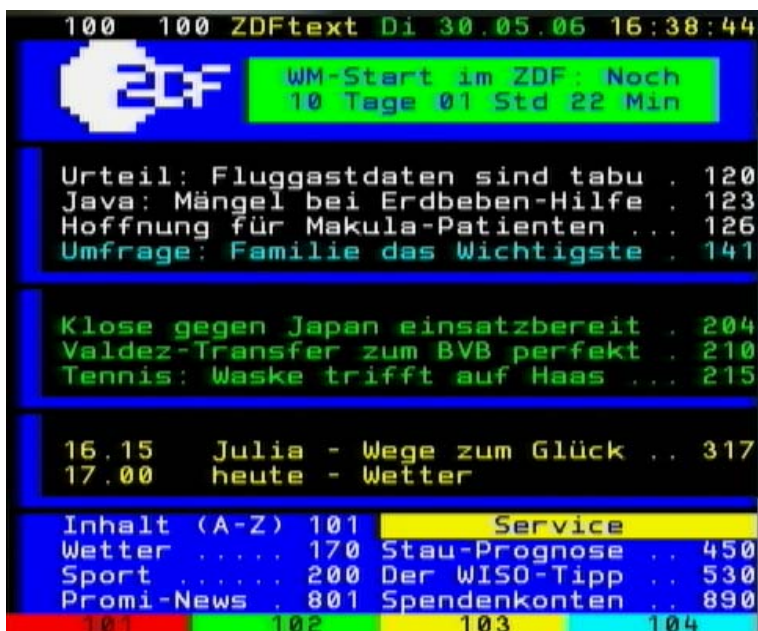 100 100 ZDFtext Di 30.05.06 16:38:44
ZDF
WM-Start im ZDF: Noch
10 Tage 01 Std 22 Min
Urteil: Fluggastdaten sind tabu . 120
Java: Mängel bei Erdbeben-Hilfe . 123
Hoffnung für Makula-Patienten ... 126
Umfrage: Familie das Wichtigste . 141
Klose gegen Japan einsatzbereit . 204
Valdez-Transfer zum BVB perfekt . 210
Tennis: Waske trifft auf Haas ... 215
16.15 Julia - Wege zum Glück .. 317
17.00 heute - Wetter
Inhalt (A-Z) 101 Service
Wetter ..... 170 Stau-Prognose .. 450
Sport ...... 200 Der WISO-Tipp .. 530
Promi-News . 801 Spendenkonten .. 890
101 102 103 104